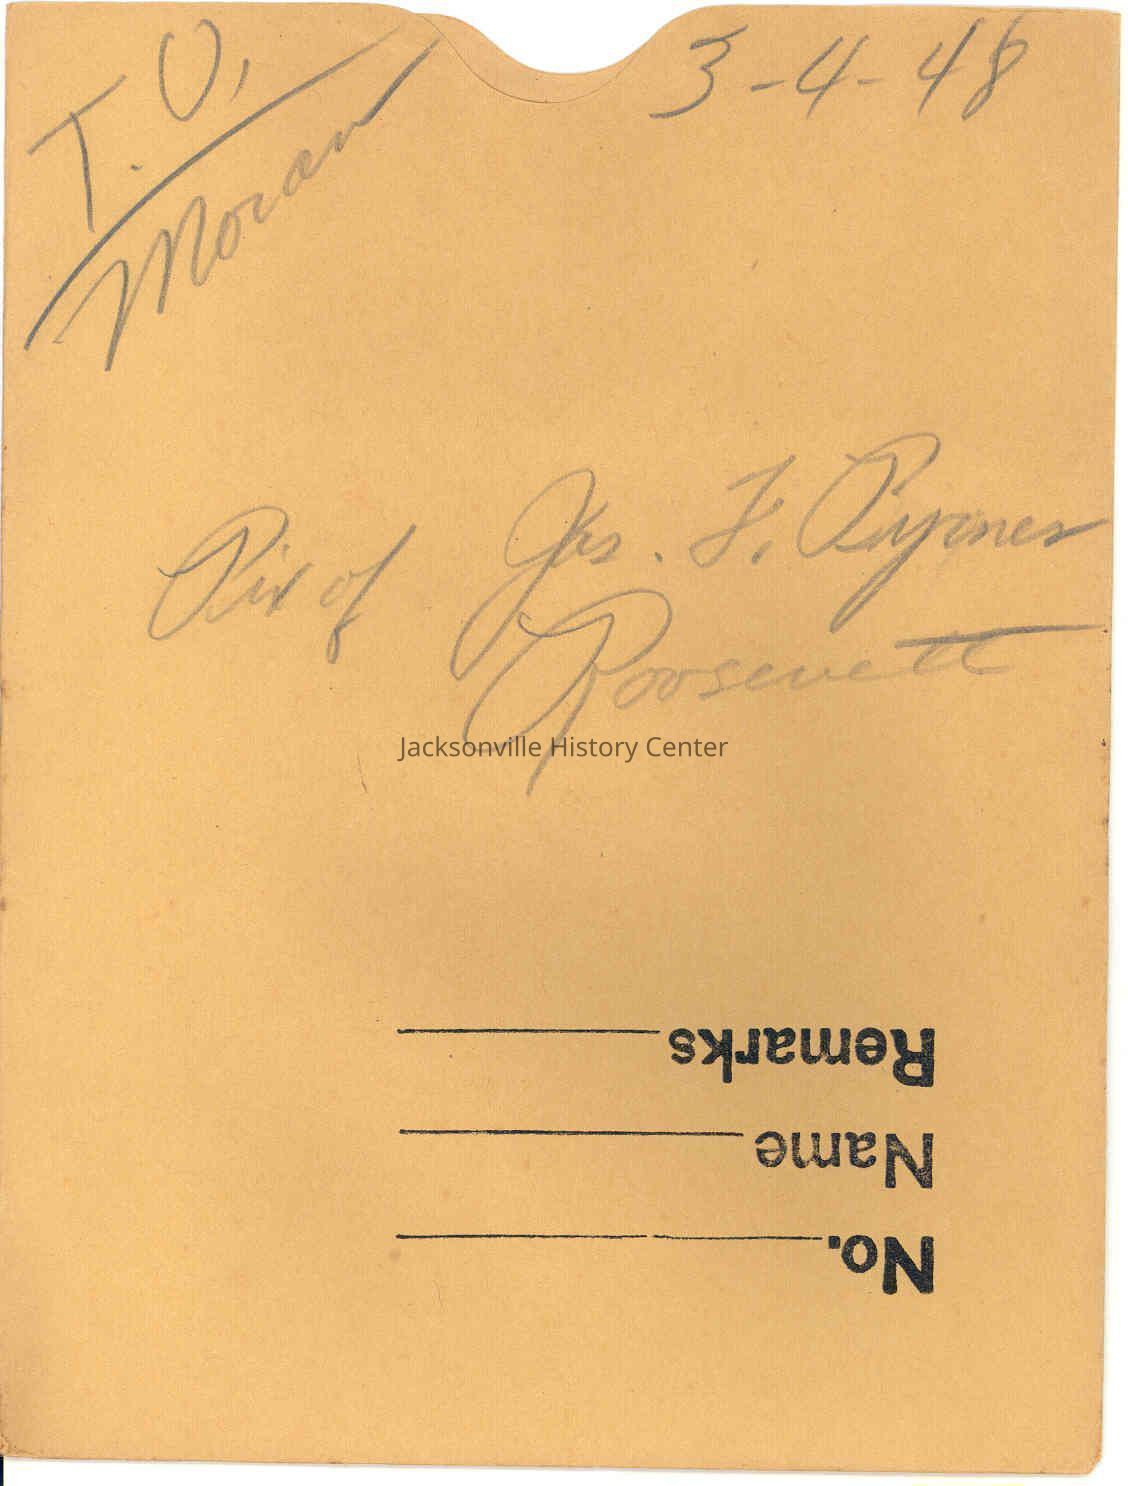 T. O.
Moran
3-4-48
Pix of Jas. F. Byrnes
Roosevelt
Jacksonville History Center
Remarks
Name
No.